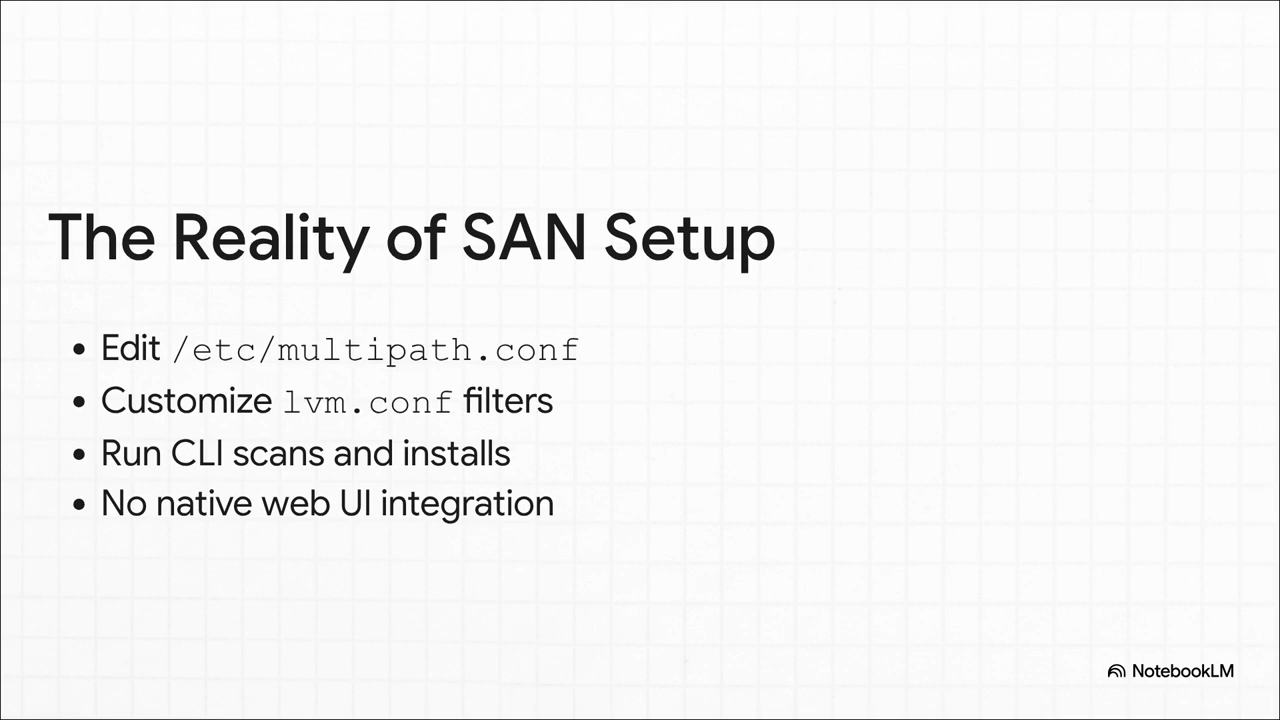 The Reality of SAN Setup
• Edit /etc/multipath.conf
• Customize lvm.conf filters
• Run CLI scans and installs
• No native web UI integration
NotebookLM